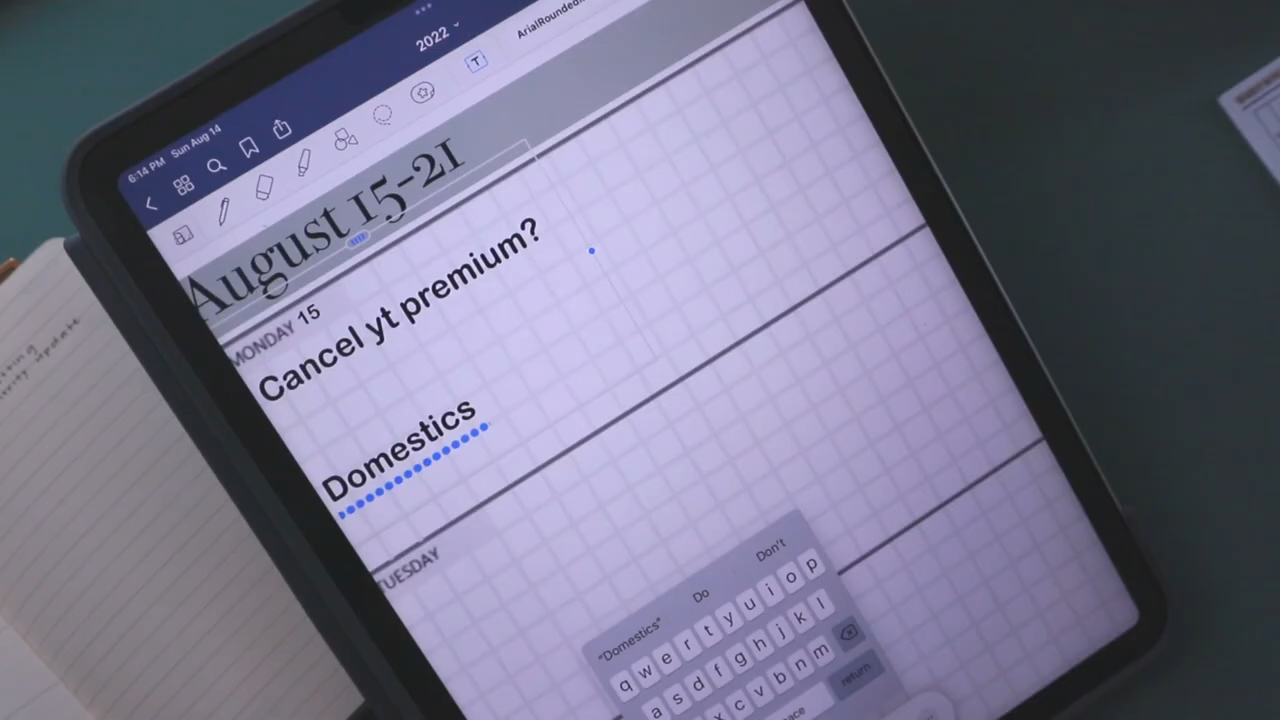 6:14 PM Sun Aug 14
2022
August 15-21
MONDAY 15
Cancel yt premium?
Domestics
TUESDAY
"Domestics" Do Don't
q w e r t y u i o p
a s d f g h j k l
x c v b n m
return
update